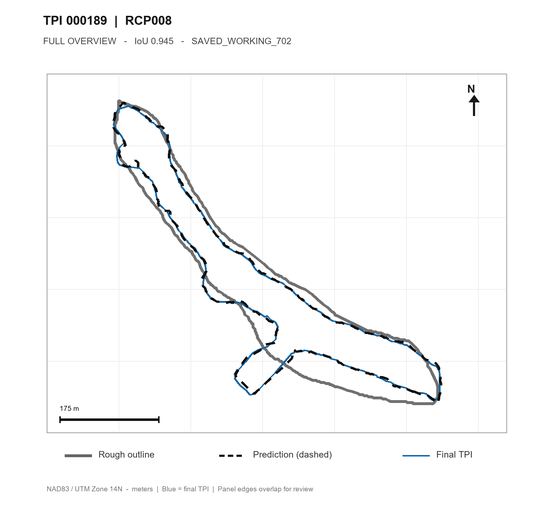 TPI 000189 | RCP008
FULL OVERVIEW - IoU 0.945 - SAVED_WORKING_702
N
175 m
Rough outline
Prediction (dashed)
Final TPI
NAD83 / UTM Zone 14N - meters | Blue = final TPI | Panel edges overlap for review